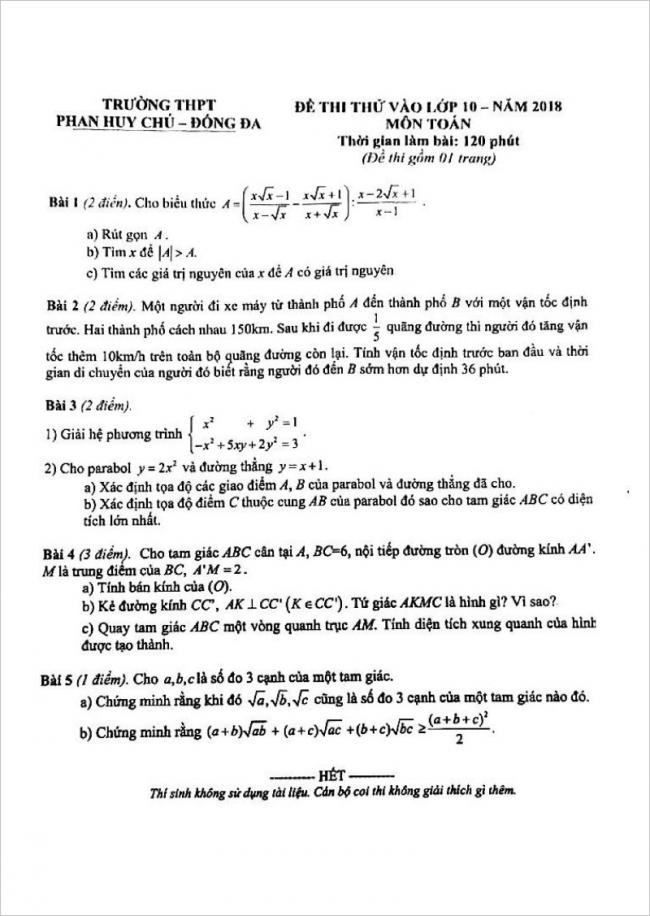 TRƯỜNG THPT
PHAN HUY CHÚ – ĐỐNG ĐA
ĐỀ THI THỬ VÀO LỚP 10 – NĂM 2018
MÔN TOÁN
Thời gian làm bài: 120 phút
(Đề thi gồm 01 trang)
Bài 1 (2 điểm). Cho biểu thức A = ((x√x − 1)/(x − √x) − (x√x + 1)/(x + √x)) : (x − 2√x + 1)/(x − 1) .
a) Rút gọn A .
b) Tìm x để |A| > A.
c) Tìm các giá trị nguyên của x để A có giá trị nguyên
Bài 2 (2 điểm). Một người đi xe máy từ thành phố A đến thành phố B với một vận tốc định
trước. Hai thành phố cách nhau 150km. Sau khi đi được 1/5 quãng đường thì người đó tăng vận
tốc thêm 10km/h trên toàn bộ quãng đường còn lại. Tính vận tốc định trước ban đầu và thời
gian di chuyển của người đó biết rằng người đó đến B sớm hơn dự định 36 phút.
Bài 3 (2 điểm).
1) Giải hệ phương trình { x² + y² = 1
−x² + 5xy + 2y² = 3 .
2) Cho parabol y = 2x² và đường thẳng y = x + 1.
a) Xác định tọa độ các giao điểm A, B của parabol và đường thẳng đã cho.
b) Xác định tọa độ điểm C thuộc cung AB của parabol đó sao cho tam giác ABC có diện
tích lớn nhất.
Bài 4 (3 điểm). Cho tam giác ABC cân tại A, BC=6, nội tiếp đường tròn (O) đường kính AA'.
M là trung điểm của BC, A'M = 2 .
a) Tính bán kính của (O).
b) Kẻ đường kính CC', AK ⊥ CC' (K ∈ CC'). Tứ giác AKMC là hình gì? Vì sao?
c) Quay tam giác ABC một vòng quanh trục AM. Tính diện tích xung quanh của hình
được tạo thành.
Bài 5 (1 điểm). Cho a,b,c là số đo 3 cạnh của một tam giác.
a) Chứng minh rằng khi đó √a, √b, √c cũng là số đo 3 cạnh của một tam giác nào đó.
b) Chứng minh rằng (a+b)√ab + (a+c)√ac + (b+c)√bc ≥ (a+b+c)²/2 .
---------- HẾT ----------
Thí sinh không sử dụng tài liệu. Cán bộ coi thi không giải thích gì thêm.